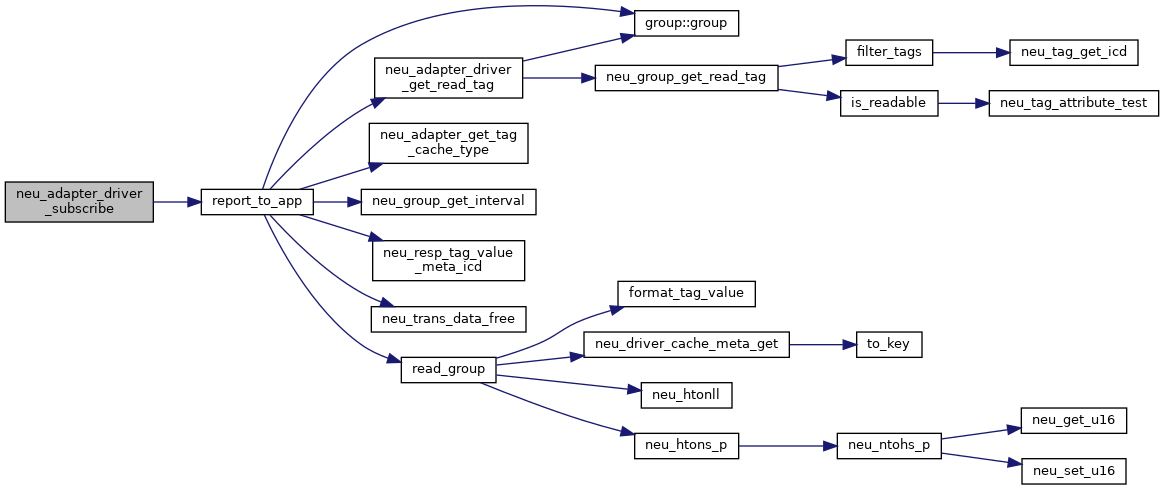 neu_adapter_driver
_subscribe
report_to_app
group::group
neu_adapter_driver
_get_read_tag
neu_group_get_read_tag
filter_tags
neu_tag_get_icd
is_readable
neu_tag_attribute_test
neu_adapter_get_tag
_cache_type
neu_group_get_interval
neu_resp_tag_value
_meta_icd
neu_trans_data_free
read_group
format_tag_value
neu_driver_cache_meta_get
to_key
neu_htonll
neu_htons_p
neu_ntohs_p
neu_get_u16
neu_set_u16